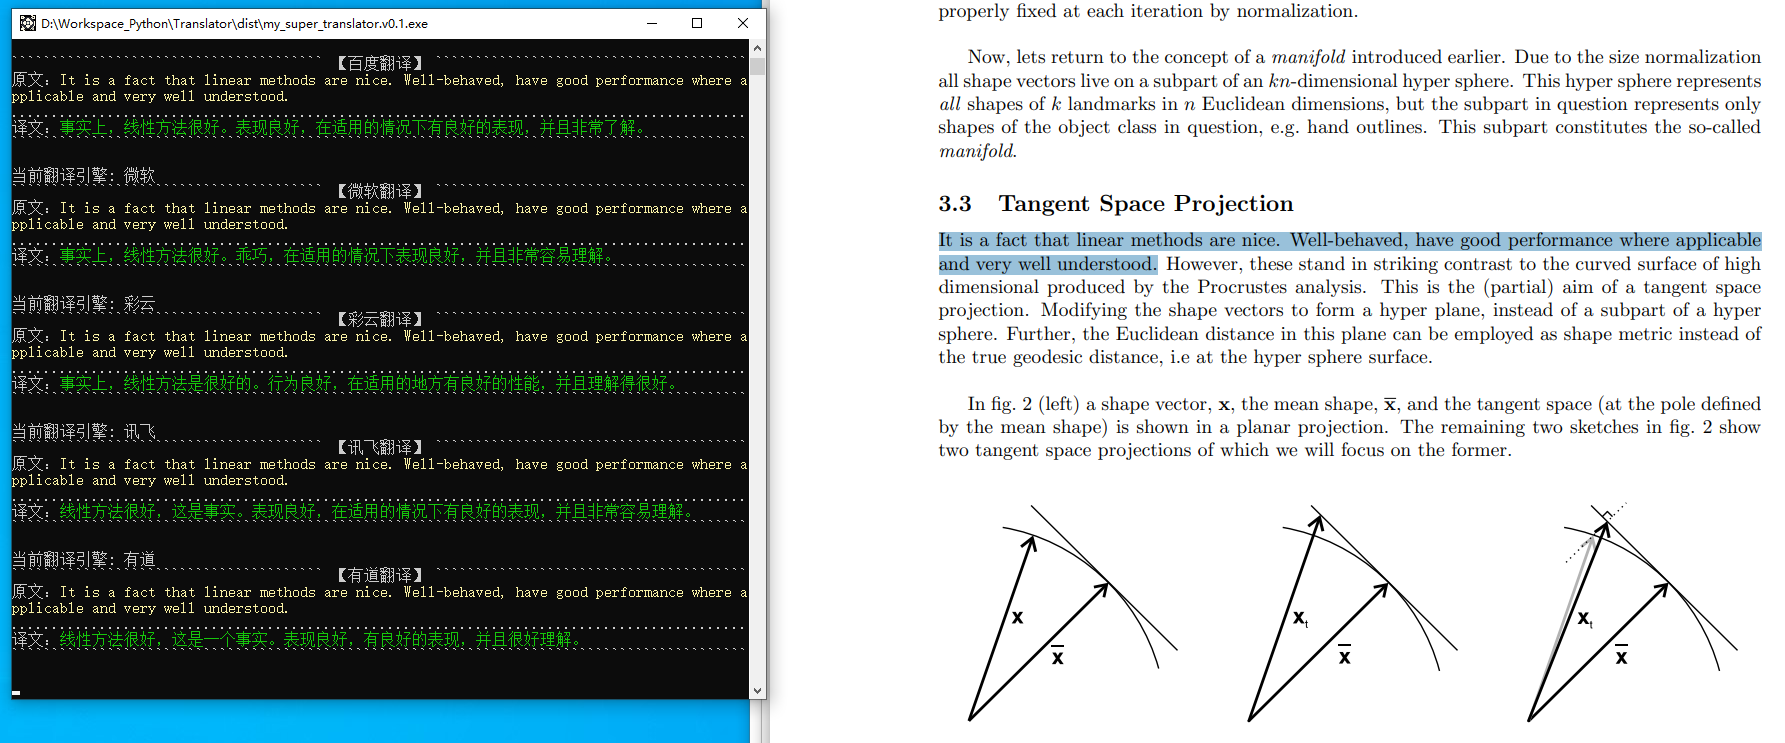 D:\Workspace_Python\Translator\dist\my_super_translator.v0.1.exe
【百度翻译】
原文: It is a fact that linear methods are nice. Well-behaved, have good performance where a
pplicable and very well understood.
译文: 事实上，线性方法很好。表现良好，在适用的情况下有良好的表现，并且非常了解。
当前翻译引擎: 微软
【微软翻译】
原文: It is a fact that linear methods are nice. Well-behaved, have good performance where a
pplicable and very well understood.
译文: 事实上，线性方法很好。乖巧，在适用的情况下表现良好，并且非常容易理解。
当前翻译引擎: 彩云
【彩云翻译】
原文: It is a fact that linear methods are nice. Well-behaved, have good performance where a
pplicable and very well understood.
译文: 事实上，线性方法是很好的。行为良好，在适用的地方有良好的性能，并且理解得很好。
当前翻译引擎: 讯飞
【讯飞翻译】
原文: It is a fact that linear methods are nice. Well-behaved, have good performance where a
pplicable and very well understood.
译文: 线性方法很好，这是事实。表现良好，在适用的情况下有良好的表现，并且非常容易理解。
当前翻译引擎: 有道
【有道翻译】
原文: It is a fact that linear methods are nice. Well-behaved, have good performance where a
pplicable and very well understood.
译文: 线性方法很好，这是一个事实。表现良好，有良好的表现，并且很好理解。
properly fixed at each iteration by normalization.
Now, lets return to the concept of a manifold introduced earlier. Due to the size normalization
all shape vectors live on a subpart of an kn-dimensional hyper sphere. This hyper sphere represents
all shapes of k landmarks in n Euclidean dimensions, but the subpart in question represents only
shapes of the object class in question, e.g. hand outlines. This subpart constitutes the so-called
manifold.
3.3 Tangent Space Projection
It is a fact that linear methods are nice. Well-behaved, have good performance where applicable
and very well understood. However, these stand in striking contrast to the curved surface of high
dimensional produced by the Procrustes analysis. This is the (partial) aim of a tangent space
projection. Modifying the shape vectors to form a hyper plane, instead of a subpart of a hyper
sphere. Further, the Euclidean distance in this plane can be employed as shape metric instead of
the true geodesic distance, i.e at the hyper sphere surface.
In fig. 2 (left) a shape vector, x, the mean shape, x̅, and the tangent space (at the pole defined
by the mean shape) is shown in a planar projection. The remaining two sketches in fig. 2 show
two tangent space projections of which we will focus on the former.
x
x̅
xt
x̅
xt
x̅